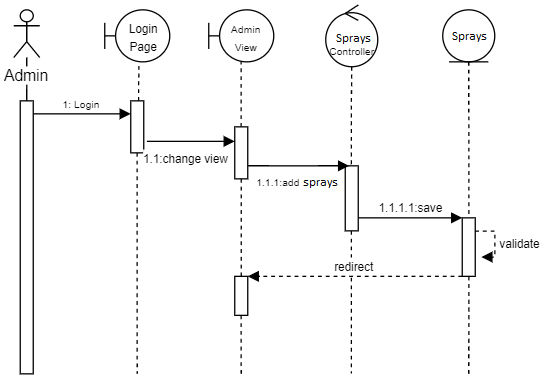 Admin
Login
Page
Admin
View
Sprays
Controller
Sprays
1: Login
1.1:change view
1.1.1:add sprays
1.1.1.1:save
validate
redirect